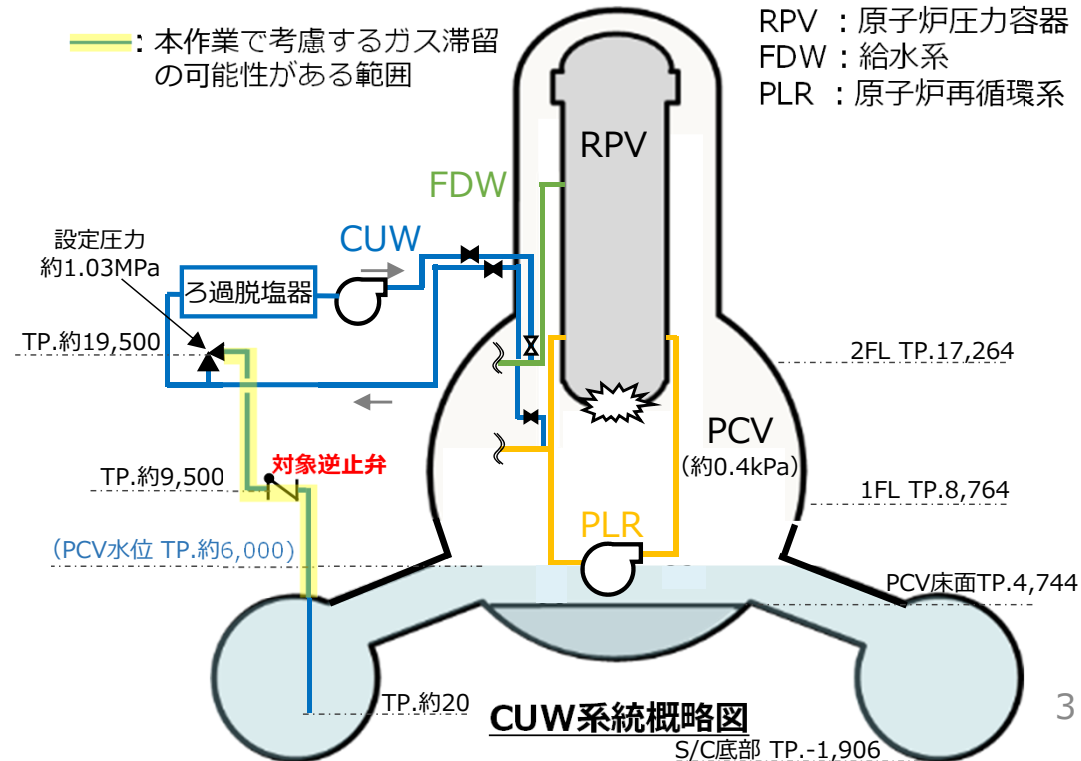 ：本作業で考慮するガス滞留
の可能性がある範囲
RPV ：原子炉圧力容器
FDW：給水系
PLR ：原子炉再循環系
RPV
FDW
CUW
設定圧力
約1.03MPa
ろ過脱塩器
TP.約19,500
2FL TP.17,264
PCV
(約0.4kPa)
対象逆止弁
TP.約9,500
1FL TP.8,764
PLR
(PCV水位 TP.約6,000)
PCV床面TP.4,744
TP.約20
CUW系統概略図
3
S/C底部 TP.-1,906